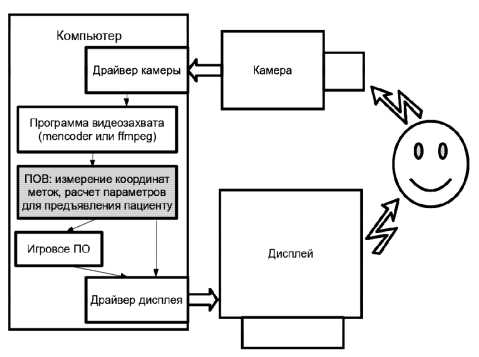 Компьютер
Драйвер камеры
Камера
Программа видеозахвата
(mencoder или ffmpeg)
ПОВ: измерение координат
меток, расчет параметров
для предъявления пациенту
Игровое ПО
Дисплей
Драйвер дисплея